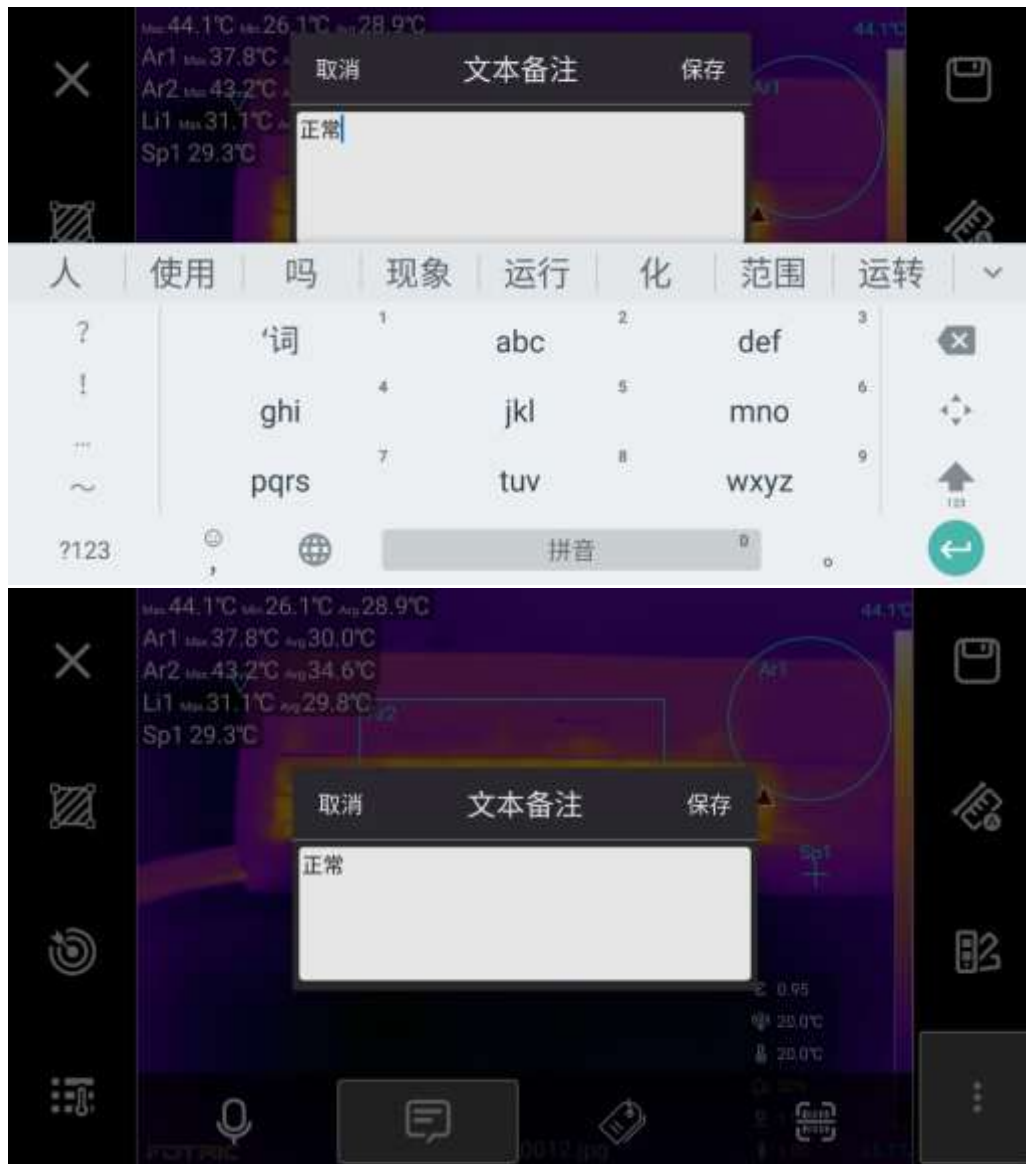 Max 44.1℃ Min 26.1℃ Avg 28.9℃
44.1℃
Ar1 Max 37.8℃
Ar2 Max 43.2℃
Li1 Max 31.1℃
Sp1 29.3℃
Ar1
取消 文本备注 保存
正常
人 使用 吗 现象 运行 化 范围 运转
? '词 1 abc 2 def 3
! ghi 4 jkl 5 mno 6
... pqrs 7 tuv 8 wxyz 9
～ 123
?123 , 拼音 0 。
Max 44.1℃ Min 26.1℃ Avg 28.9℃
44.1℃
Ar1 Max 37.8℃ Avg 30.0℃
Ar2 Max 43.2℃ Avg 34.6℃
Li1 Max 31.1℃ Avg 29.8℃
Sp1 29.3℃
Ar1
取消 文本备注 保存
正常
Sp1
ε 0.95
20.0℃
20.0℃
FOTRIC